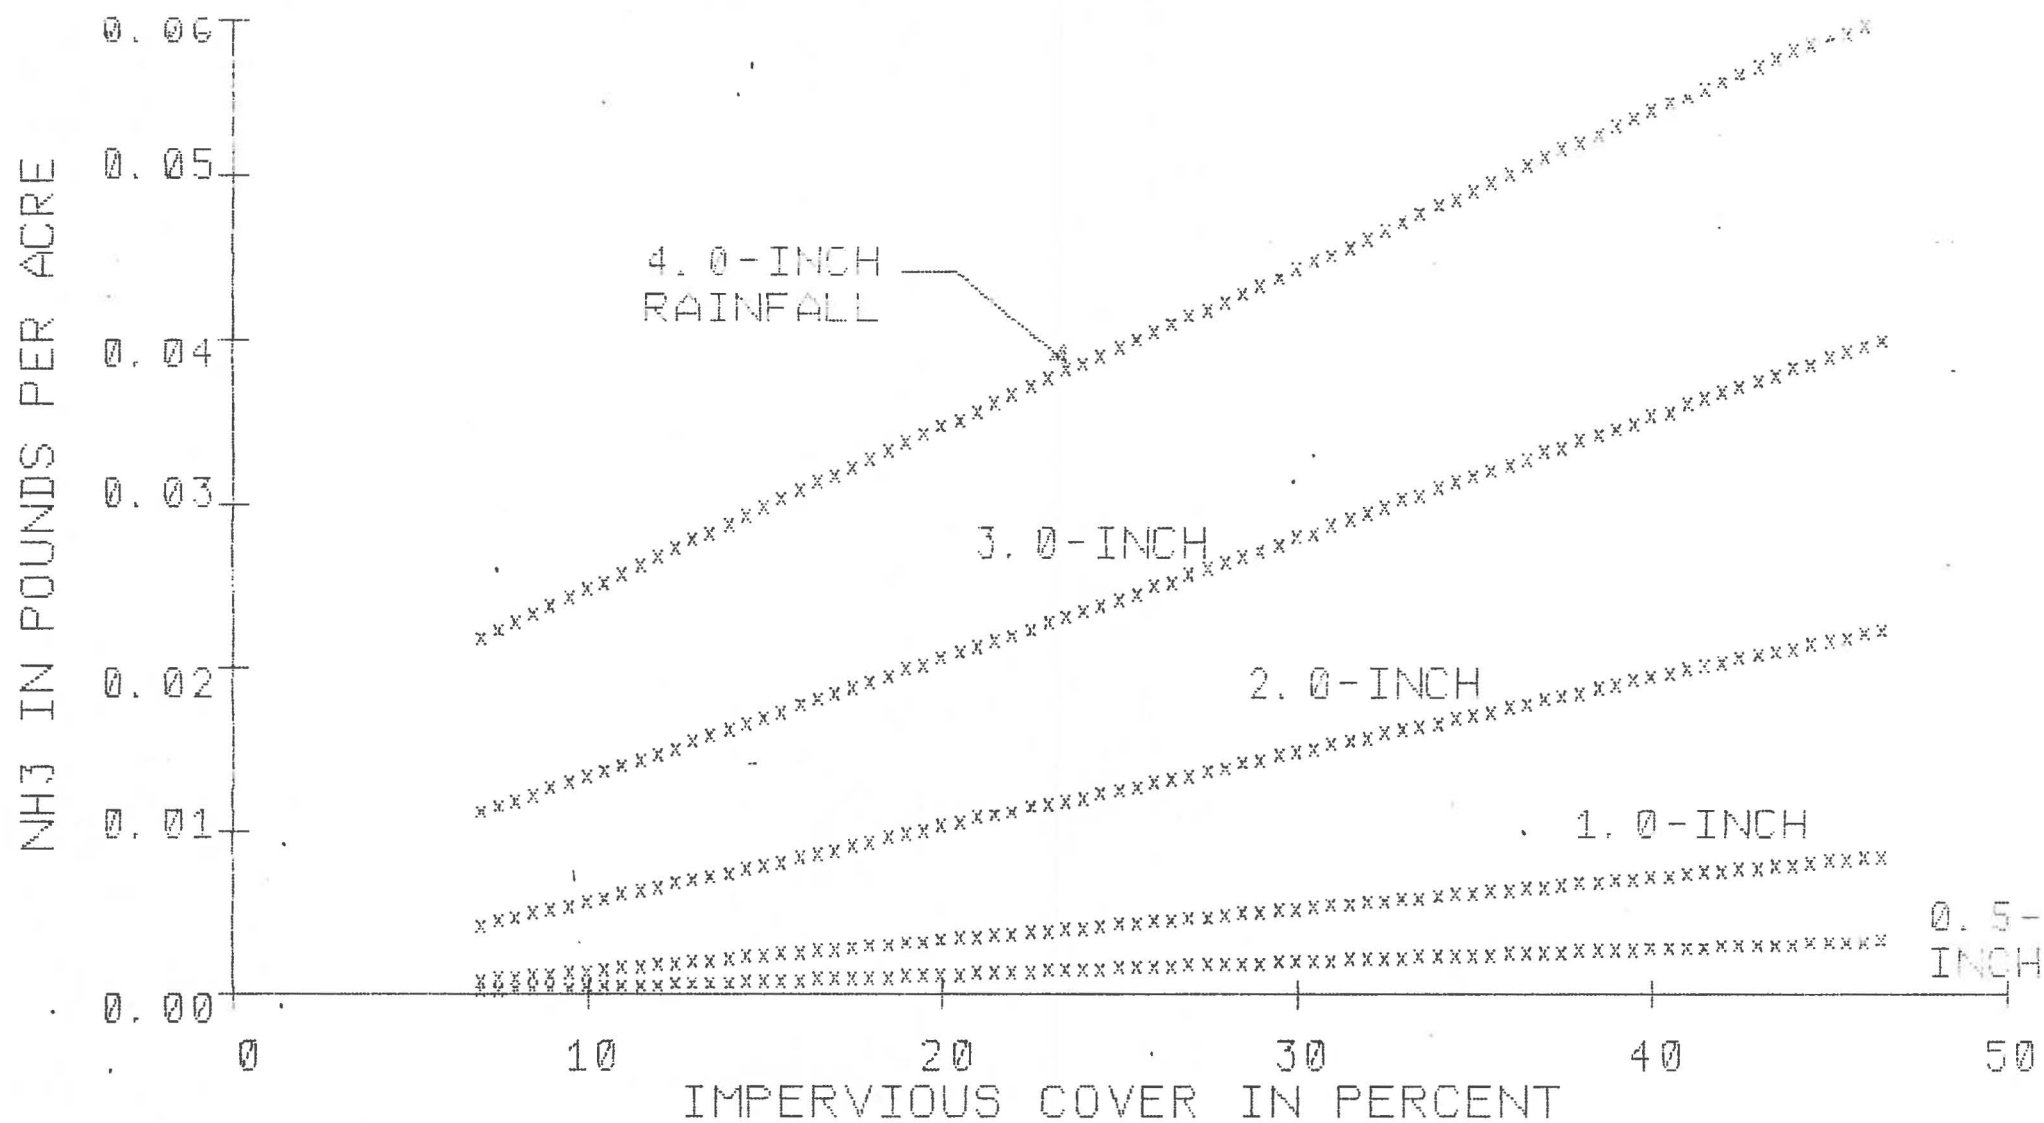 0.06
0.05
0.04
0.03
0.02
0.01
0.00
NH3 IN POUNDS PER ACRE
4.0-INCH
RAINFALL
3.0-INCH
2.0-INCH
1.0-INCH
0.5-
INCH
0
10
20
30
40
50
IMPERVIOUS COVER IN PERCENT